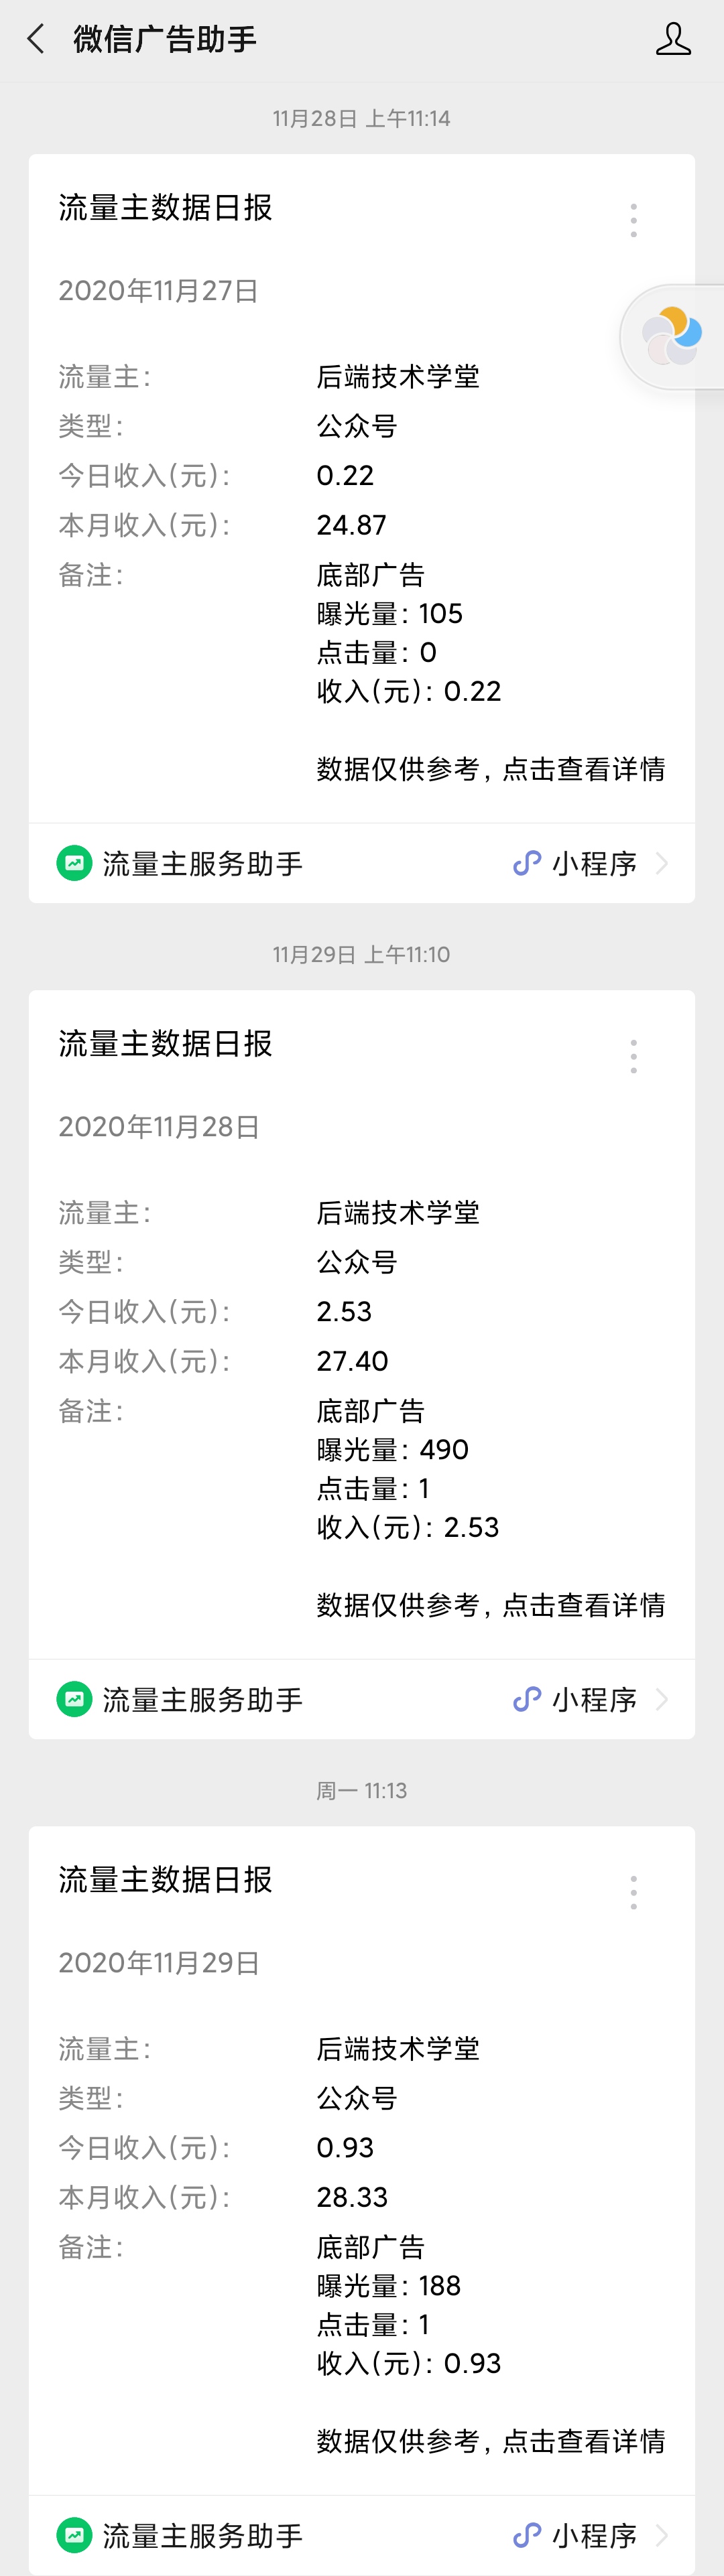 微信广告助手
11月28日 上午11:14
流量主数据日报
2020年11月27日
流量主: 后端技术学堂
类型: 公众号
今日收入(元): 0.22
本月收入(元): 24.87
备注: 底部广告
曝光量: 105
点击量: 0
收入(元): 0.22
数据仅供参考, 点击查看详情
流量主服务助手 小程序
11月29日 上午11:10
流量主数据日报
2020年11月28日
流量主: 后端技术学堂
类型: 公众号
今日收入(元): 2.53
本月收入(元): 27.40
备注: 底部广告
曝光量: 490
点击量: 1
收入(元): 2.53
数据仅供参考, 点击查看详情
流量主服务助手 小程序
周一 11:13
流量主数据日报
2020年11月29日
流量主: 后端技术学堂
类型: 公众号
今日收入(元): 0.93
本月收入(元): 28.33
备注: 底部广告
曝光量: 188
点击量: 1
收入(元): 0.93
数据仅供参考, 点击查看详情
流量主服务助手 小程序